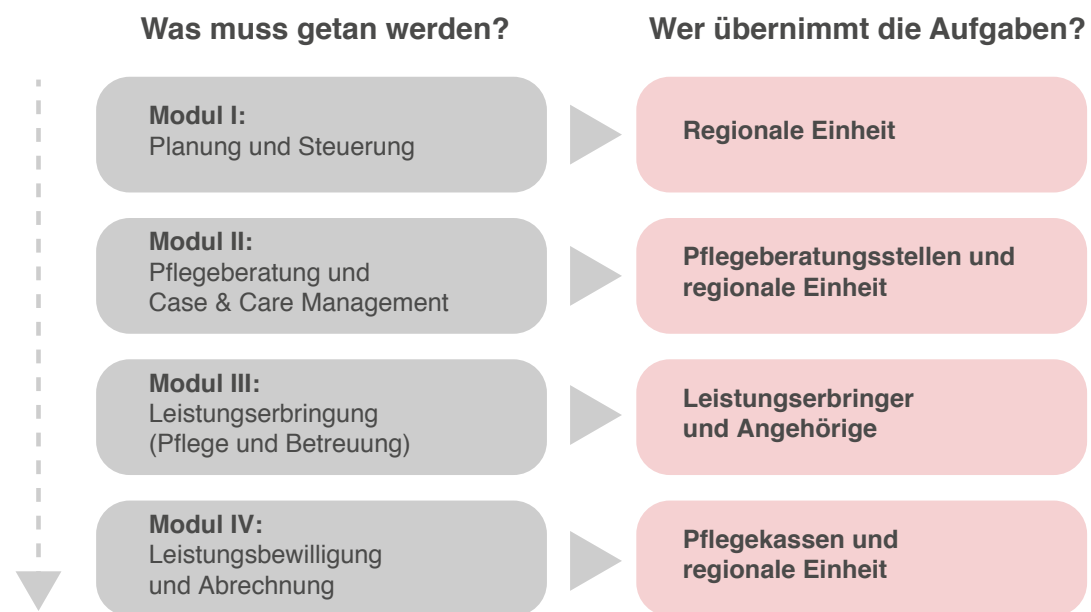 Was muss getan werden?
Wer übernimmt die Aufgaben?
Modul I:
Planung und Steuerung
Regionale Einheit
Modul II:
Pflegeberatung und
Case & Care Management
Pflegeberatungsstellen und
regionale Einheit
Modul III:
Leistungserbringung
(Pflege und Betreuung)
Leistungserbringer
und Angehörige
Modul IV:
Leistungsbewilligung
und Abrechnung
Pflegekassen und
regionale Einheit